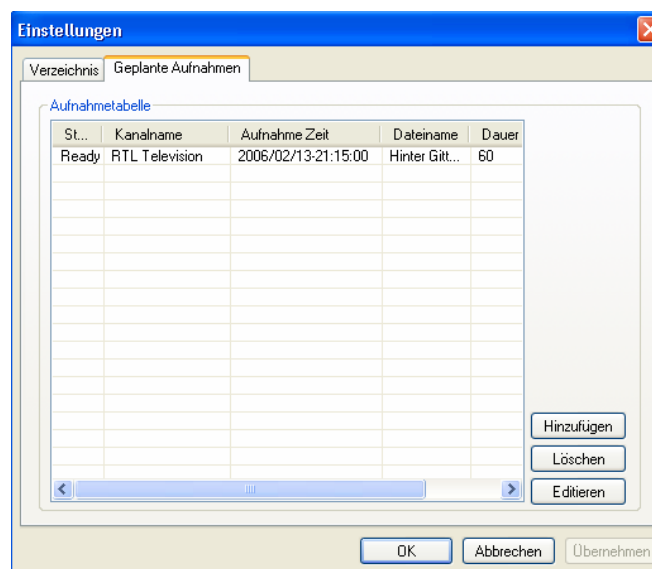 Einstellungen
Verzeichnis Geplante Aufnahmen
Aufnahmetabelle
St... Kanalname Aufnahme Zeit Dateiname Dauer
Ready RTL Television 2006/02/13-21:15:00 Hinter Gitt... 60
Hinzufügen
Löschen
Editieren
OK Abbrechen Übernehmen